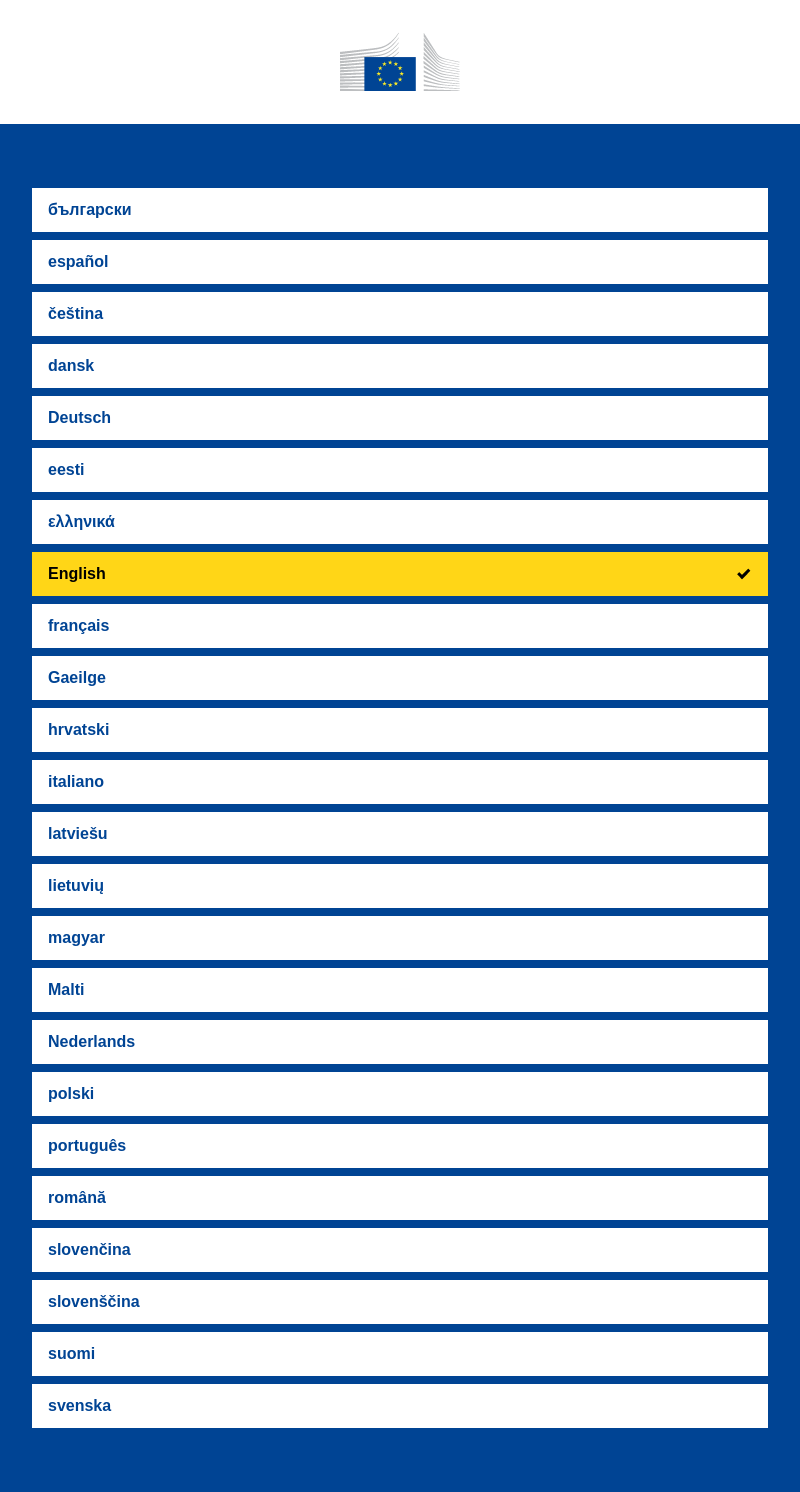 български
español
čeština
dansk
Deutsch
eesti
ελληνικά
English
français
Gaeilge
hrvatski
italiano
latviešu
lietuvių
magyar
Malti
Nederlands
polski
português
română
slovenčina
slovenščina
suomi
svenska